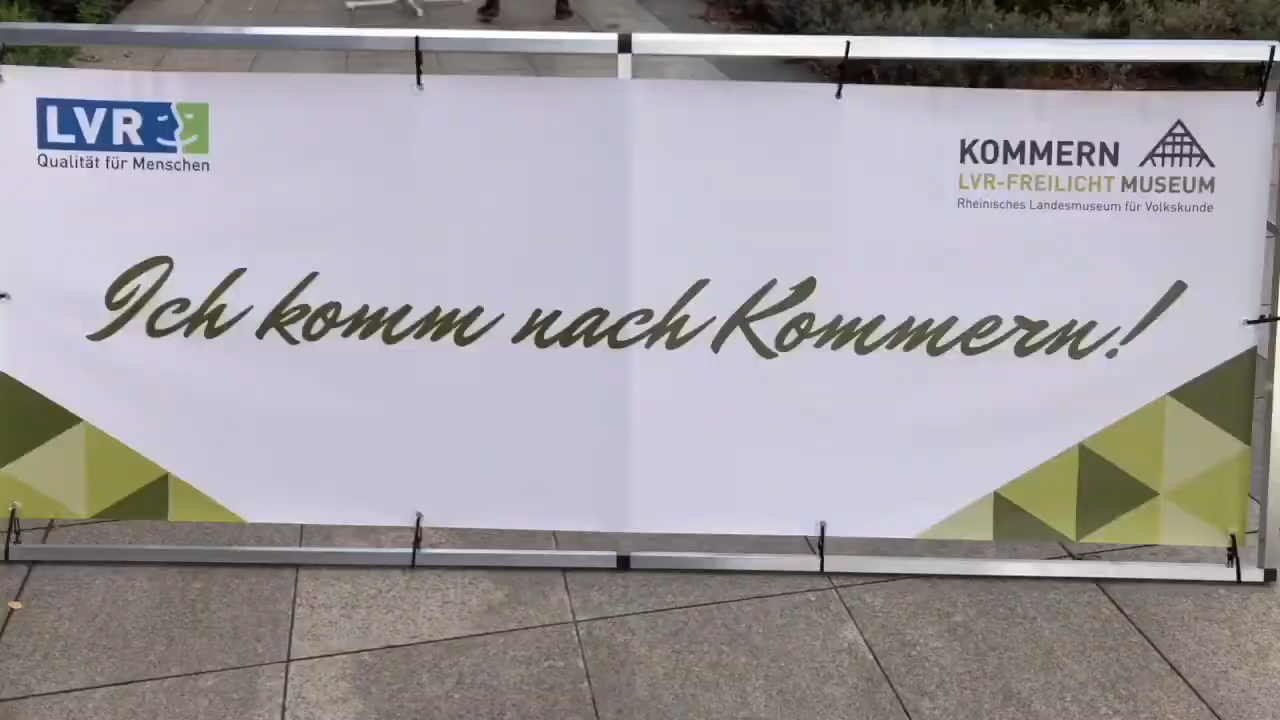 LVR
Qualität für Menschen
KOMMERN
LVR-FREILICHT MUSEUM
Rheinisches Landesmuseum für Volkskunde
Ich komm nach Kommern!